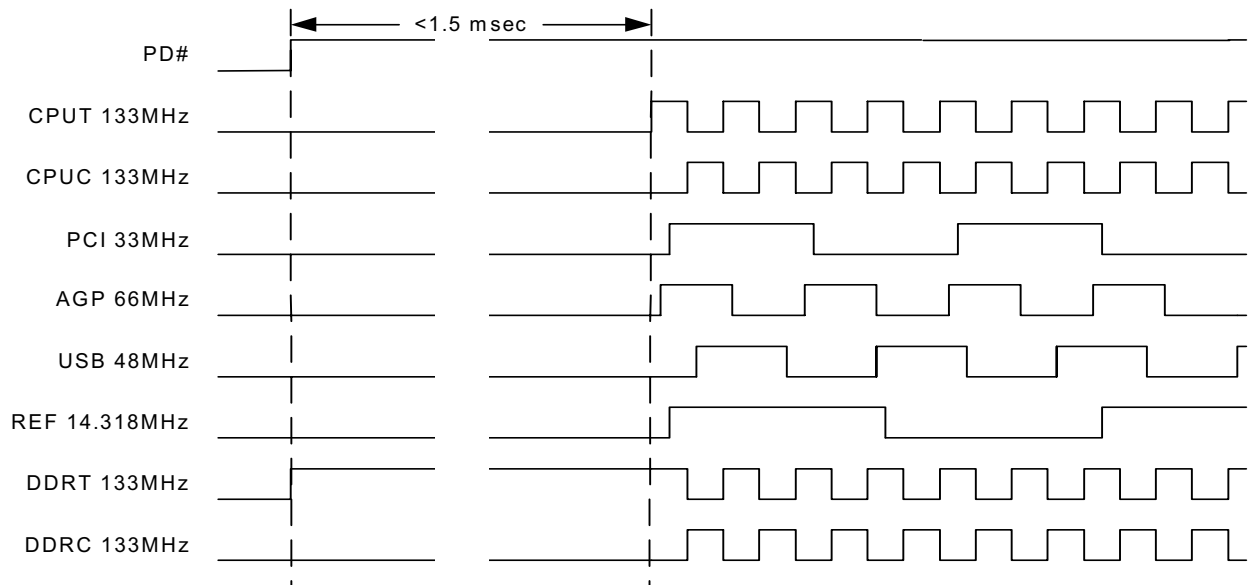 <1.5 msec
PD#
CPUT 133MHz
CPUC 133MHz
PCI 33MHz
AGP 66MHz
USB 48MHz
REF 14.318MHz
DDRT 133MHz
DDRC 133MHz